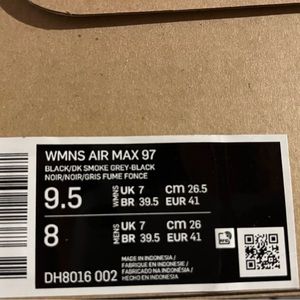 WMNS AIR MAX 97
BLACK/DK SMOKE GREY-BLACK
NOIR/NOIR/GRIS FUME FONCE
9.5 WMNS UK 7 cm 26.5
BR 39.5 EUR 41
8 MENS UK 7 cm 26
BR 39.5 EUR 41
DH8016 002
MADE IN INDONESIA/
FABRIQUE EN INDONESIE/
FABRICADO NA INDONESIA/
HECHO EN INDONESIA